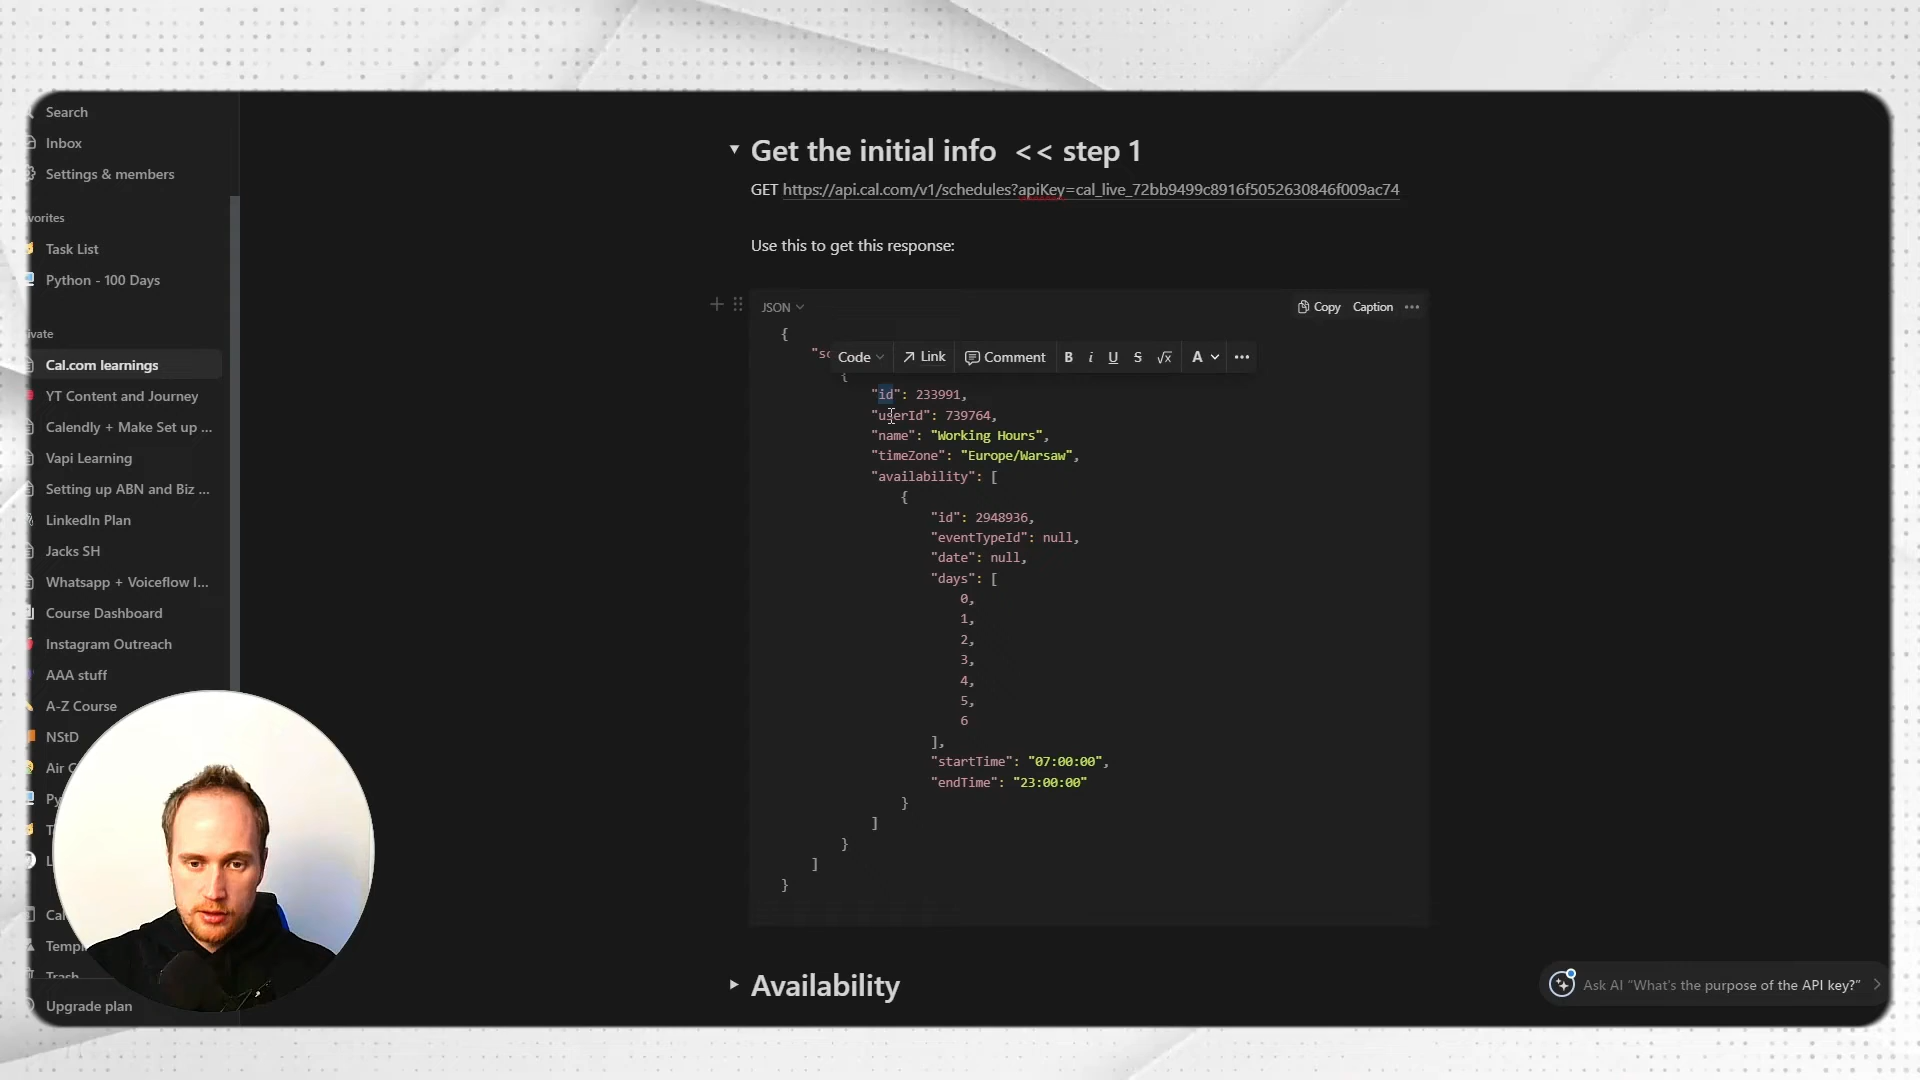 Search
Inbox
Settings & members
vorites
Task List
Python - 100 Days
ivate
Cal.com learnings
YT Content and Journey
Calendly + Make Set up ...
Vapi Learning
Setting up ABN and Biz ...
LinkedIn Plan
Jacks SH
Whatsapp + Voiceflow I...
Course Dashboard
Instagram Outreach
AAA stuff
A-Z Course
NStD
Air C
Py
T
L
Cal
Templ
Trash
Upgrade plan
Get the initial info << step 1
GET https://api.cal.com/v1/schedules?apiKey=cal_live_72bb9499c8916f5052630846f009ac74
Use this to get this response:
JSON
Copy Caption
{
"sc
Code Link Comment B i U S √x A
{
"id": 233991,
"userId": 739764,
"name": "Working Hours",
"timeZone": "Europe/Warsaw",
"availability": [
{
"id": 2948936,
"eventTypeId": null,
"date": null,
"days": [
0,
1,
2,
3,
4,
5,
6
],
"startTime": "07:00:00",
"endTime": "23:00:00"
}
]
}
]
}
Availability
Ask AI “What's the purpose of the API key?”